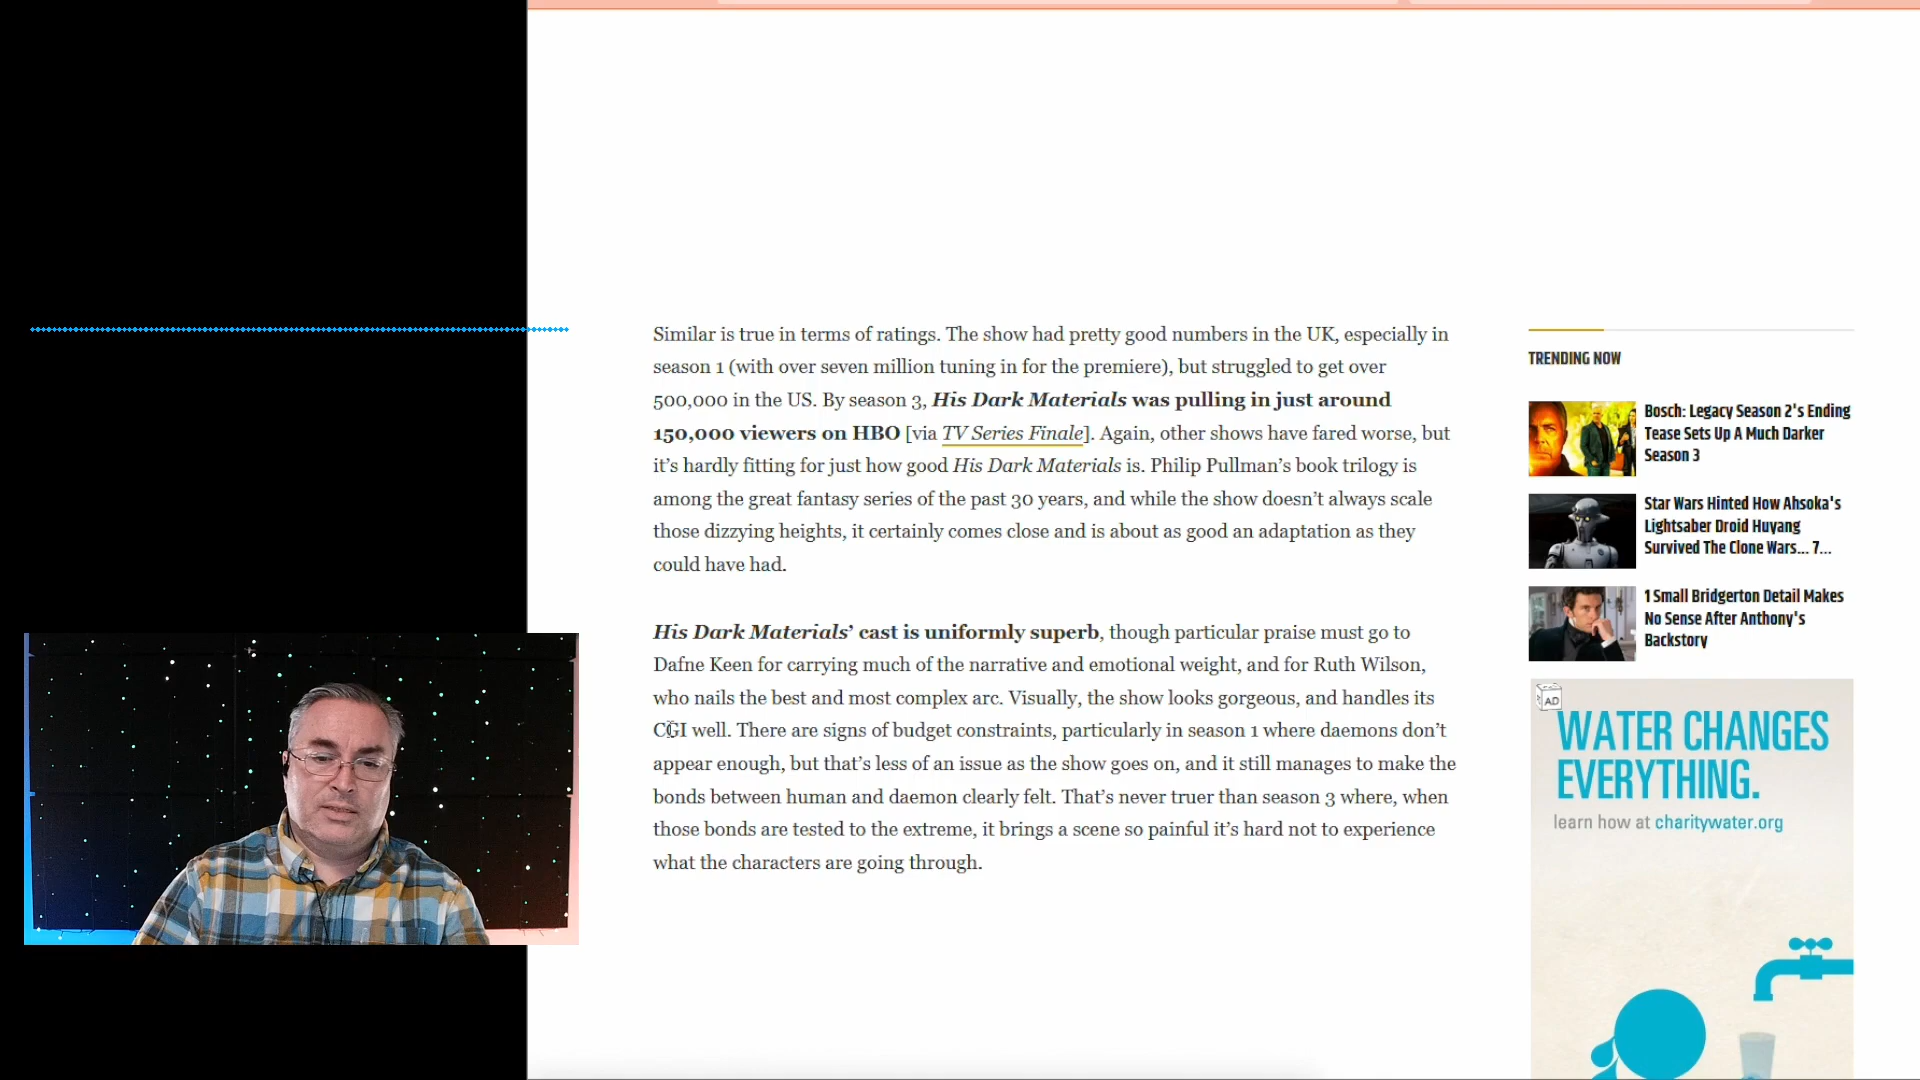 Similar is true in terms of ratings. The show had pretty good numbers in the UK, especially in
season 1 (with over seven million tuning in for the premiere), but struggled to get over
500,000 in the US. By season 3, His Dark Materials was pulling in just around
150,000 viewers on HBO [via TV Series Finale]. Again, other shows have fared worse, but
it’s hardly fitting for just how good His Dark Materials is. Philip Pullman’s book trilogy is
among the great fantasy series of the past 30 years, and while the show doesn’t always scale
those dizzying heights, it certainly comes close and is about as good an adaptation as they
could have had.
His Dark Materials’ cast is uniformly superb, though particular praise must go to
Dafne Keen for carrying much of the narrative and emotional weight, and for Ruth Wilson,
who nails the best and most complex arc. Visually, the show looks gorgeous, and handles its
CGI well. There are signs of budget constraints, particularly in season 1 where daemons don’t
appear enough, but that’s less of an issue as the show goes on, and it still manages to make the
bonds between human and daemon clearly felt. That’s never truer than season 3 where, when
those bonds are tested to the extreme, it brings a scene so painful it’s hard not to experience
what the characters are going through.
TRENDING NOW
Bosch: Legacy Season 2's Ending
Tease Sets Up A Much Darker
Season 3
Star Wars Hinted How Ahsoka's
Lightsaber Droid Huyang
Survived The Clone Wars... 7...
1 Small Bridgerton Detail Makes
No Sense After Anthony's
Backstory
AD
WATER CHANGES
EVERYTHING.
learn how at charitywater.org